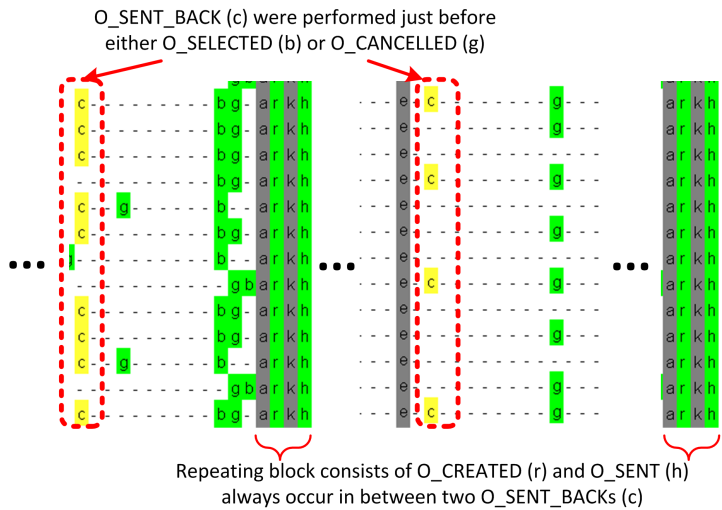 O_SENT_BACK (c) were performed just before
either O_SELECTED (b) or O_CANCELLED (g)
c - - - - - - - - - b g - a r k h - - - e - c - - - - - - - - g - - - a r k h
c - - - - - - - - - b g - a r k h - - - e - - - - - - - - - - g - - - a r k h
c - - - - - - - - - b g - a r k h - - - e - - - - - - - - - - - - - - a r k h
- - - - - - - - - - b g - a r k h - - - e - c - - - - - - - - g - - - a r k h
c - - g - - - - - - b - - a r k h - - - e - - - - - - - - - - - - - - a r k h
c - - - - - - - - - b g - a r k h - - - e - - - - - - - - - - g - - - a r k h
... - - - - - - - - - - b - - a r k h ... - - - e - - - - - - - - - - - - - - ... a r k h
- - - - - - - - - - - g b a r k h - - - e - c - - - - - - - - g - - - a r k h
c - - - - - - - - - b g - a r k h - - - e - - - - - - - - - - - - - - a r k h
c - - - - - - - - - b g - a r k h - - - e - - - - - - - - - - g - - - a r k h
c - - g - - - - - - b - - a r k h - - - e - - - - - - - - - - - - - - a r k h
- - - - - - - - - - - g b a r k h - - - e - - - - - - - - - - g - - - a r k h
c - - - - - - - - - b g - a r k h - - - e - c - - - - - - - - g - - - a r k h
Repeating block consists of O_CREATED (r) and O_SENT (h)
always occur in between two O_SENT_BACKs (c)